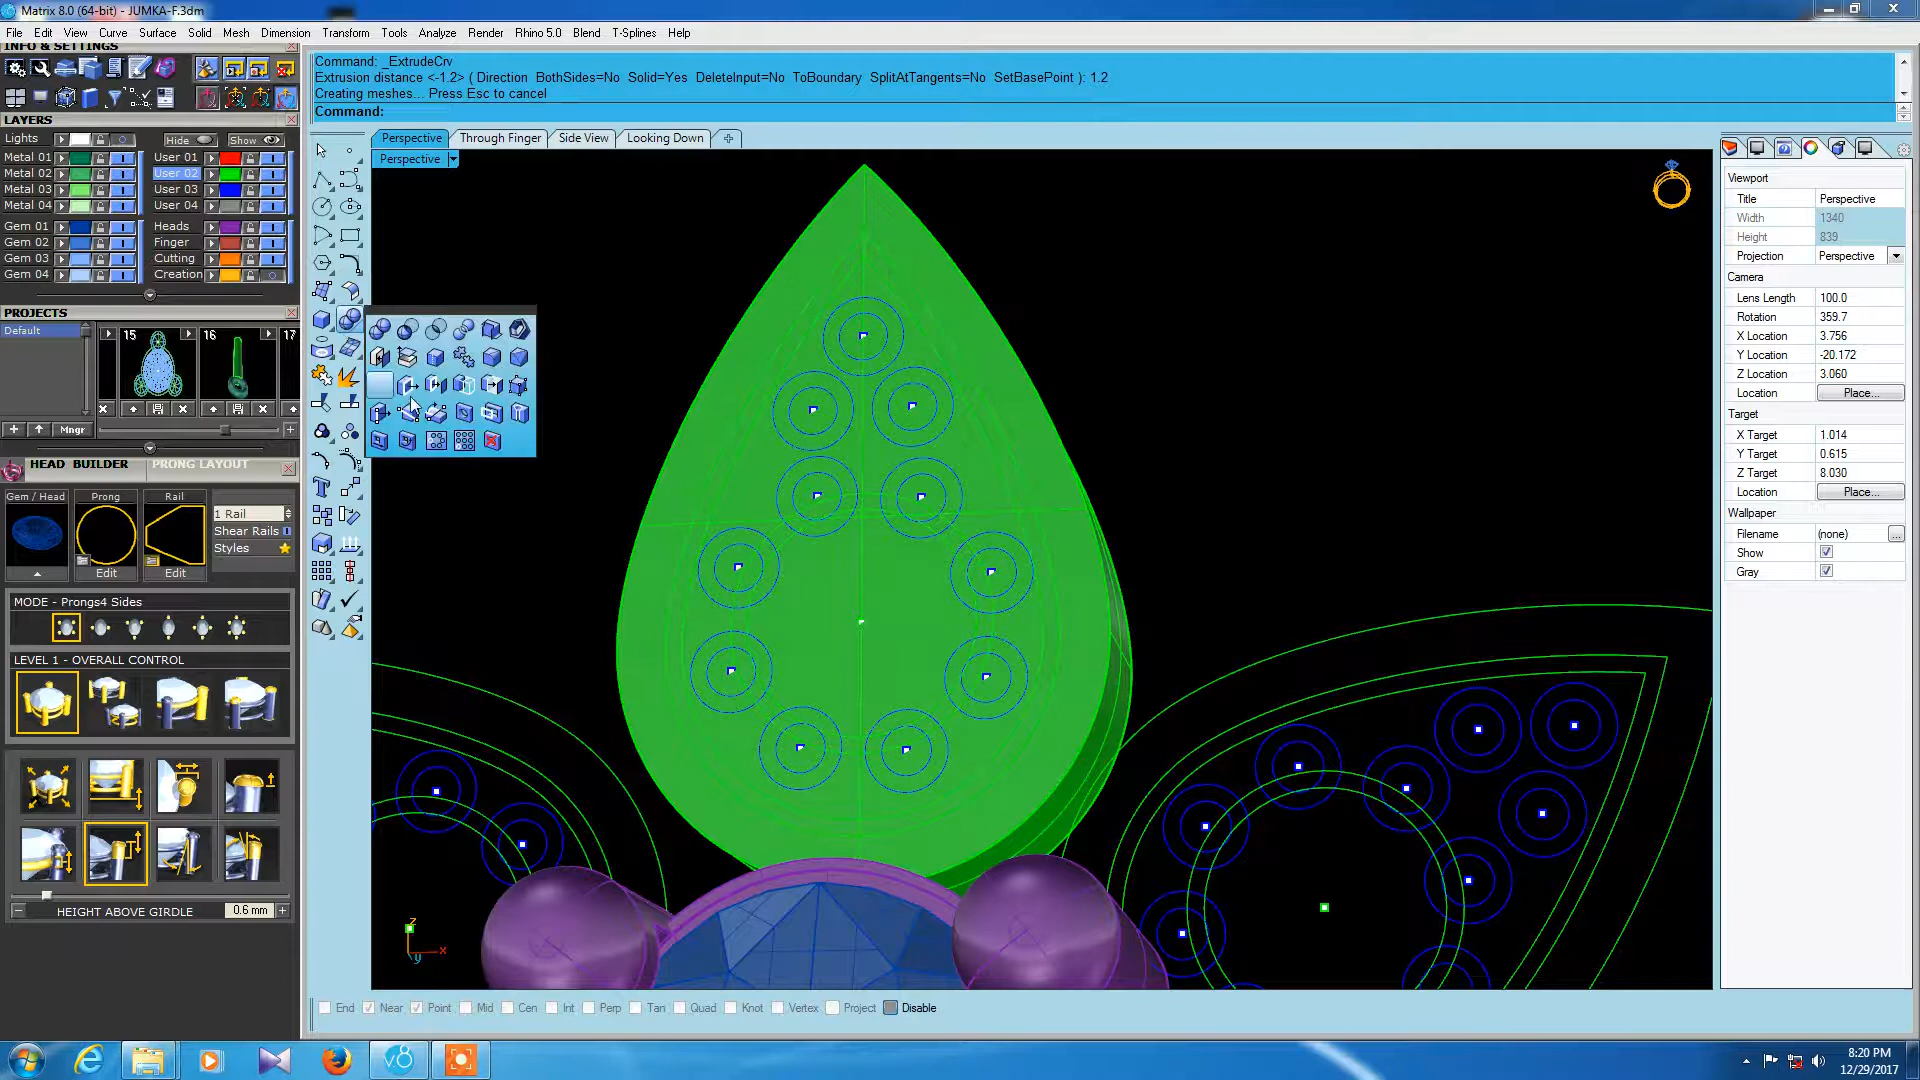 Matrix 8.0 (64-bit) - JUMKA-F.3dm
File Edit View Curve Surface Solid Mesh Dimension Transform Tools Analyze Render Rhino 5.0 Blend T-Splines Help
INFO & SETTINGS
Command: _ExtrudeCrv
Extrusion distance <-1.2> ( Direction BothSides=No Solid=Yes DeleteInput=No ToBoundary SplitAtTangents=No SetBasePoint ): 1.2
Creating meshes... Press Esc to cancel
Command:
LAYERS
Lights Hide Show
Metal 01 User 01
Metal 02 User 02
Metal 03 User 03
Metal 04 User 04
Gem 01 Heads
Gem 02 Finger
Gem 03 Cutting
Gem 04 Creation
PROJECTS
Default 15 16 17
Mngr
HEAD BUILDER PRONG LAYOUT
Gem / Head Prong Rail
1 Rail
Shear Rails
Styles
Edit Edit
MODE - Prongs4 Sides
LEVEL 1 - OVERALL CONTROL
HEIGHT ABOVE GIRDLE 0.6 mm
Perspective Through Finger Side View Looking Down
Perspective
z
x
y
End Near Point Mid Cen Int Perp Tan Quad Knot Vertex Project Disable
Viewport
Title Perspective
Width 1340
Height 839
Projection Perspective
Camera
Lens Length 100.0
Rotation 359.7
X Location 3.756
Y Location -20.172
Z Location 3.060
Location Place...
Target
X Target 1.014
Y Target 0.615
Z Target 8.030
Location Place...
Wallpaper
Filename (none) ...
Show
Gray
v8
8:20 PM
12/29/2017